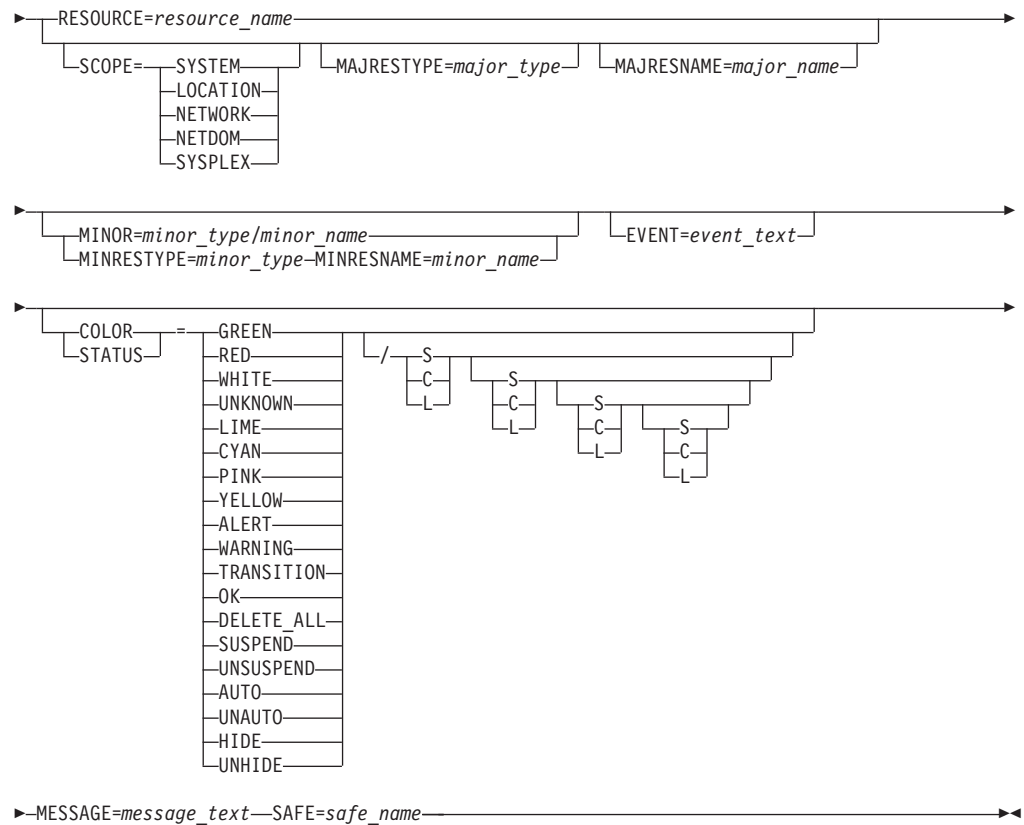 RESOURCE=resource_name
SCOPE= SYSTEM MAJRESTYPE=major_type MAJRESNAME=major_name
LOCATION
NETWORK
NETDOM
SYSPLEX
MINOR=minor_type/minor_name EVENT=event_text
MINRESTYPE=minor_type MINRESNAME=minor_name
COLOR = GREEN / S
STATUS RED C S
WHITE L C S
UNKNOWN L C S
LIME L C
CYAN L
PINK
YELLOW
ALERT
WARNING
TRANSITION
OK
DELETE_ALL
SUSPEND
UNSUSPEND
AUTO
UNAUTO
HIDE
UNHIDE
MESSAGE=message_text SAFE=safe_name